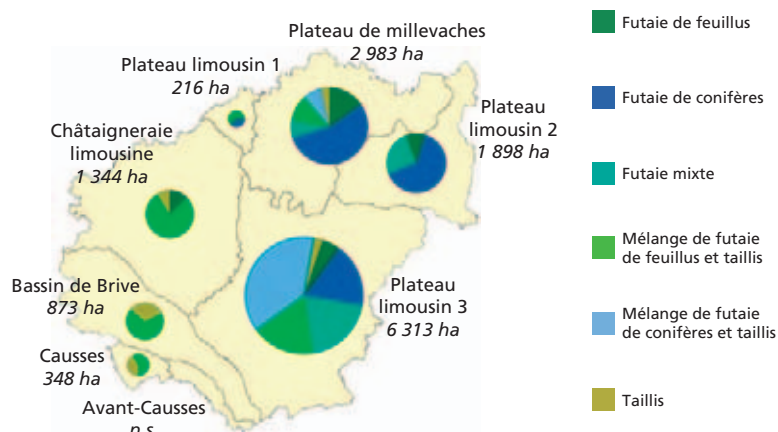 Plateau de millevaches
2 983 ha
Plateau limousin 1
216 ha
Plateau
limousin 2
1 898 ha
Châtaigneraie
limousine
1 344 ha
Bassin de Brive
873 ha
Plateau
limousin 3
6 313 ha
Causses
348 ha
Avant-Causses
n.s.
Futaie de feuillus
Futaie de conifères
Futaie mixte
Mélange de futaie
de feuillus et taillis
Mélange de futaie
de conifères et taillis
Taillis